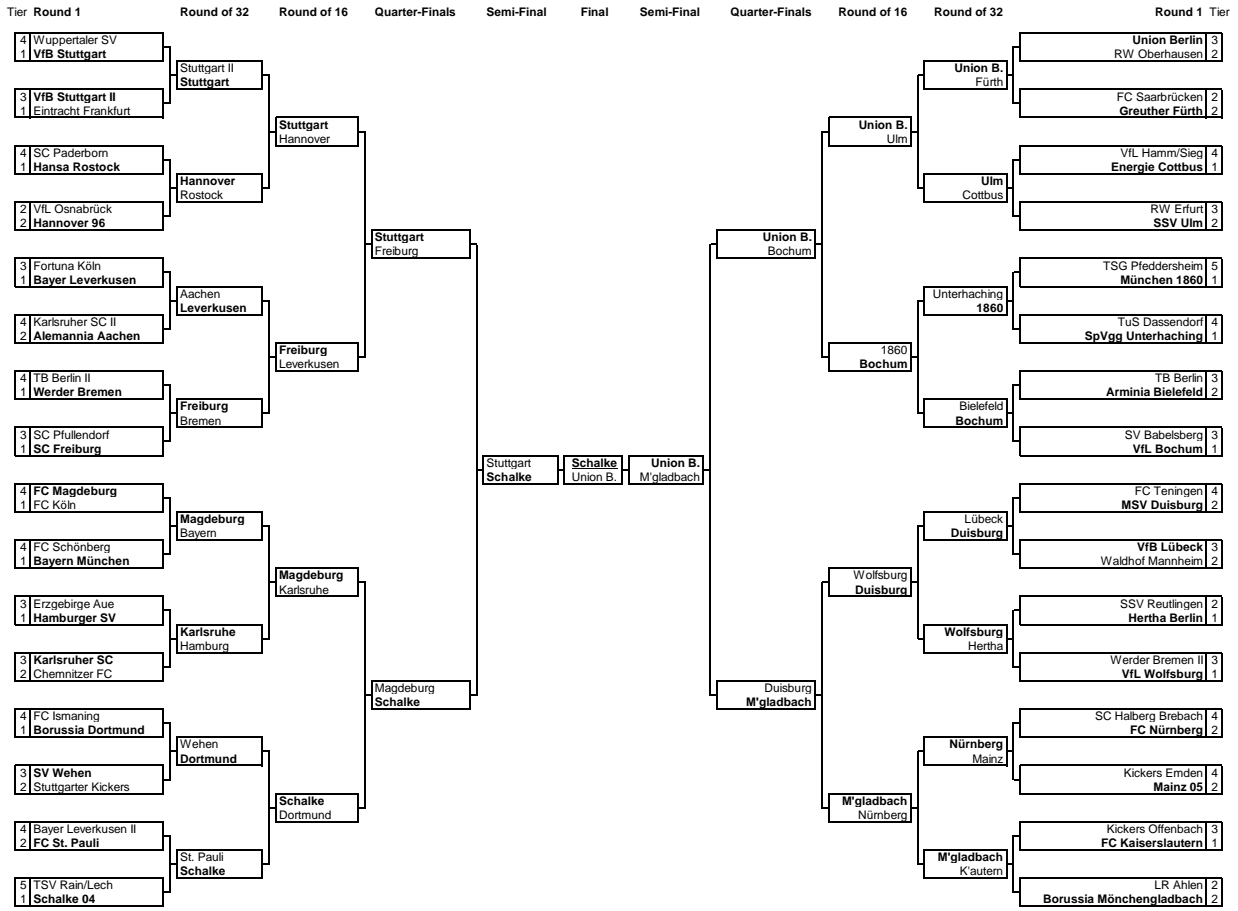 Tier Round 1 Round of 32 Round of 16 Quarter-Finals Semi-Final Final Semi-Final Quarter-Finals Round of 16 Round of 32 Round 1 Tier
4 Wuppertaler SV
1 VfB Stuttgart
Stuttgart II
Stuttgart
3 VfB Stuttgart II
1 Eintracht Frankfurt
Stuttgart
Hannover
4 SC Paderborn
1 Hansa Rostock
Hannover
Rostock
2 VfL Osnabrück
2 Hannover 96
Stuttgart
Freiburg
3 Fortuna Köln
1 Bayer Leverkusen
Aachen
Leverkusen
4 Karlsruher SC II
2 Alemannia Aachen
Freiburg
Leverkusen
4 TB Berlin II
1 Werder Bremen
Freiburg
Bremen
3 SC Pfullendorf
1 SC Freiburg
Stuttgart
Schalke
4 FC Magdeburg
1 FC Köln
Magdeburg
Bayern
4 FC Schönberg
1 Bayern München
Magdeburg
Karlsruhe
3 Erzgebirge Aue
1 Hamburger SV
Karlsruhe
Hamburg
3 Karlsruher SC
2 Chemnitzer FC
Magdeburg
Schalke
4 FC Ismaning
1 Borussia Dortmund
Wehen
Dortmund
3 SV Wehen
2 Stuttgarter Kickers
Schalke
Dortmund
4 Bayer Leverkusen II
2 FC St. Pauli
St. Pauli
Schalke
5 TSV Rain/Lech
1 Schalke 04
Schalke
Union B.
Union B.
M'gladbach
Union Berlin 3
RW Oberhausen 2
Union B.
Fürth
FC Saarbrücken 2
Greuther Fürth 2
Union B.
Ulm
VfL Hamm/Sieg 4
Energie Cottbus 1
Ulm
Cottbus
RW Erfurt 3
SSV Ulm 2
Union B.
Bochum
TSG Pfeddersheim 5
München 1860 1
Unterhaching
1860
TuS Dassendorf 4
SpVgg Unterhaching 1
1860
Bochum
TB Berlin 3
Arminia Bielefeld 2
Bielefeld
Bochum
SV Babelsberg 3
VfL Bochum 1
FC Teningen 4
MSV Duisburg 2
Lübeck
Duisburg
VfB Lübeck 3
Waldhof Mannheim 2
Wolfsburg
Duisburg
SSV Reutlingen 2
Hertha Berlin 1
Wolfsburg
Hertha
Werder Bremen II 3
VfL Wolfsburg 1
Duisburg
M'gladbach
SC Halberg Brebach 4
FC Nürnberg 2
Nürnberg
Mainz
Kickers Emden 4
Mainz 05 2
M'gladbach
Nürnberg
Kickers Offenbach 3
FC Kaiserslautern 1
M'gladbach
K'autern
LR Ahlen 2
Borussia Mönchengladbach 2